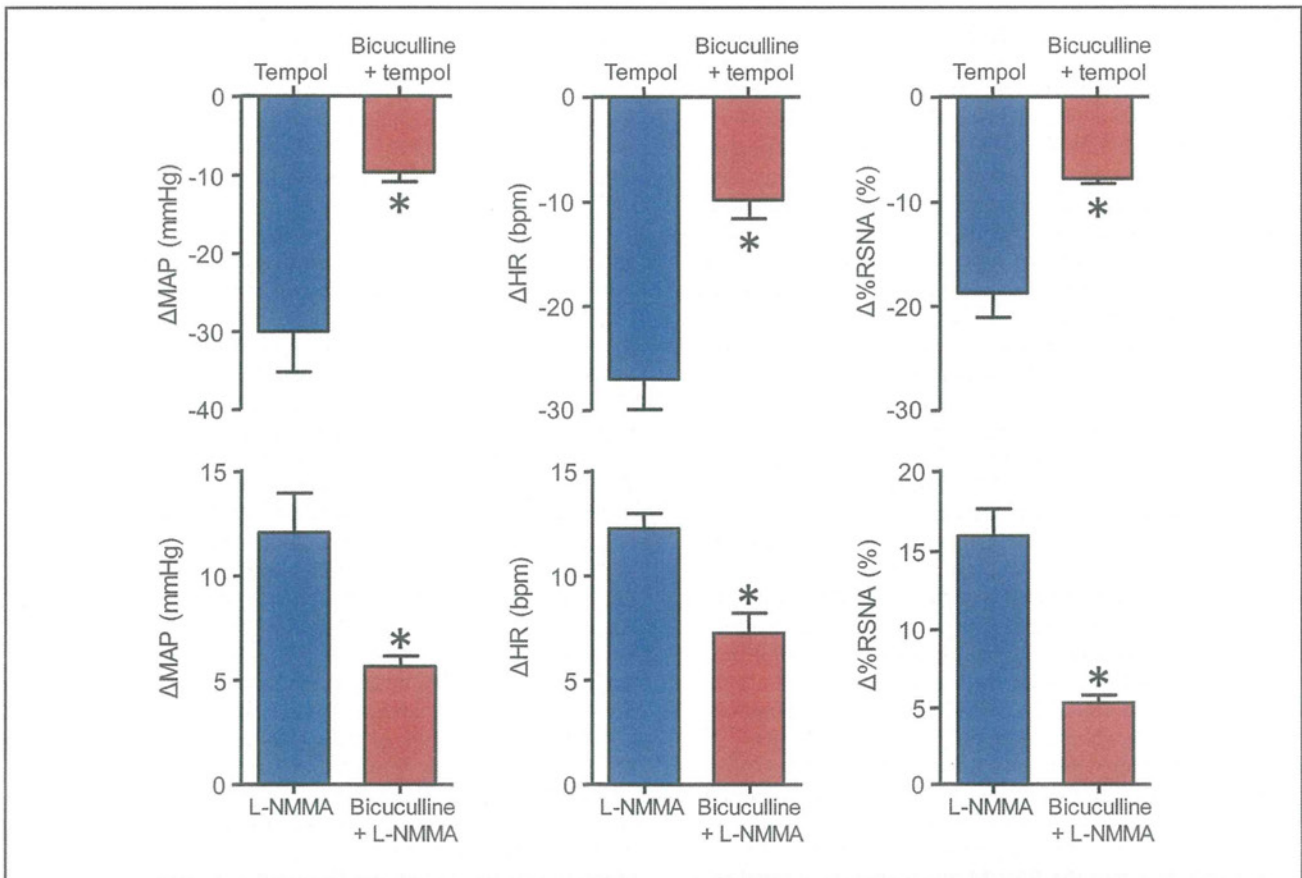 Tempol
Bicuculline
+ tempol
0
-10
-20
-30
-40
ΔMAP (mmHg)
*
Tempol
Bicuculline
+ tempol
0
-10
-20
-30
ΔHR (bpm)
*
Tempol
Bicuculline
+ tempol
0
-10
-20
-30
Δ%RSNA (%)
*
15
10
5
0
ΔMAP (mmHg)
*
L-NMMA
Bicuculline
+ L-NMMA
15
10
5
0
ΔHR (bpm)
*
L-NMMA
Bicuculline
+ L-NMMA
20
15
10
5
0
Δ%RSNA (%)
*
L-NMMA
Bicuculline
+ L-NMMA